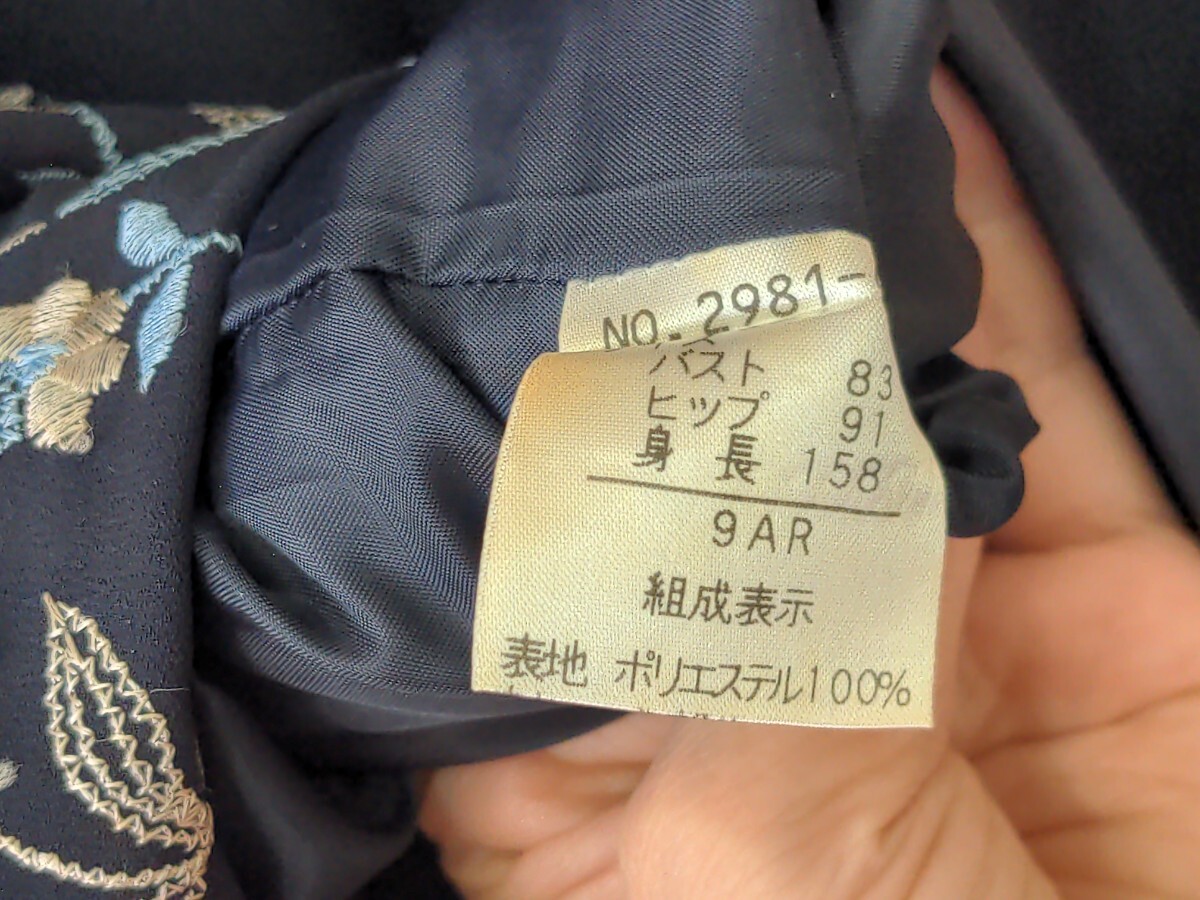 NO. 2981-
バスト 83
ヒップ 91
身長 158
9AR
組成表示
表地 ポリエステル100%